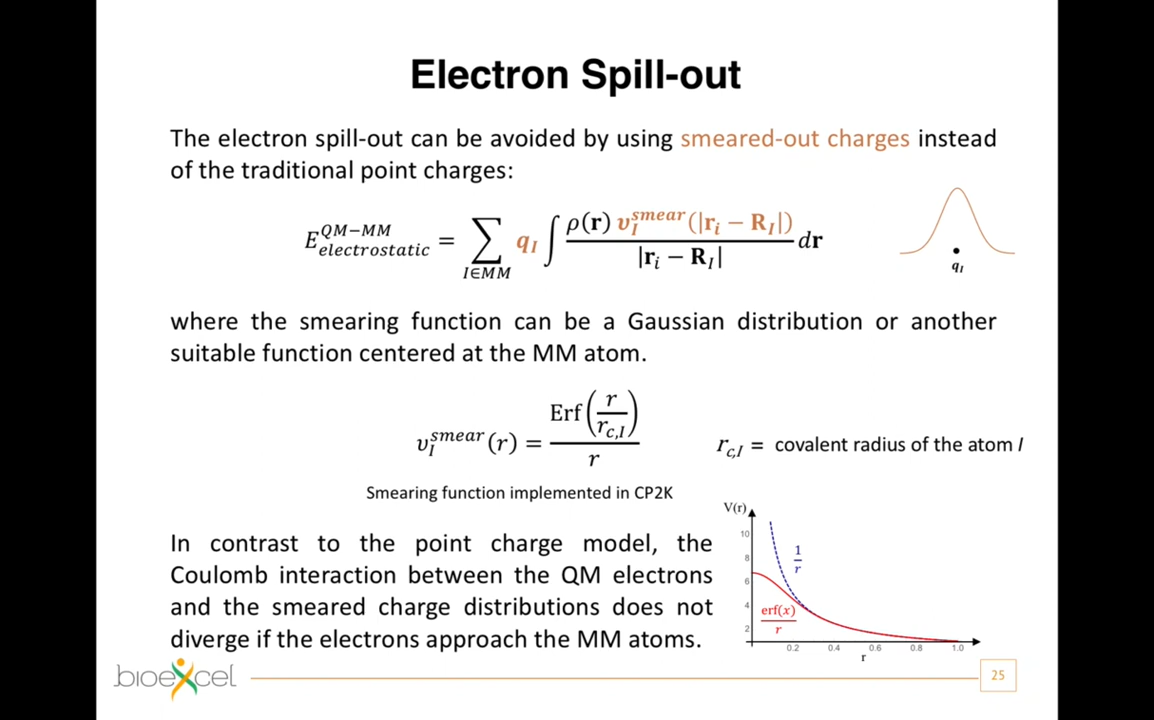 Electron Spill-out
The electron spill-out can be avoided by using smeared-out charges instead
of the traditional point charges:
E_{electrostatic}^{QM−MM} = ∑_{I∈MM} q_I ∫ ρ(𝐫) υ_I^{smear}(|𝐫_i − 𝐑_I|) / |𝐫_i − 𝐑_I| d𝐫
q_I
where the smearing function can be a Gaussian distribution or another
suitable function centered at the MM atom.
υ_I^{smear}(r) = Erf(r / r_{c,I}) / r
r_{c,I} = covalent radius of the atom I
Smearing function implemented in CP2K
In contrast to the point charge model, the
Coulomb interaction between the QM electrons
and the smeared charge distributions does not
diverge if the electrons approach the MM atoms.
V(r)
10
8
6
4
2
1/r
erf(x)/r
0.2 0.4 0.6 0.8 1.0
r
bioexcel
25